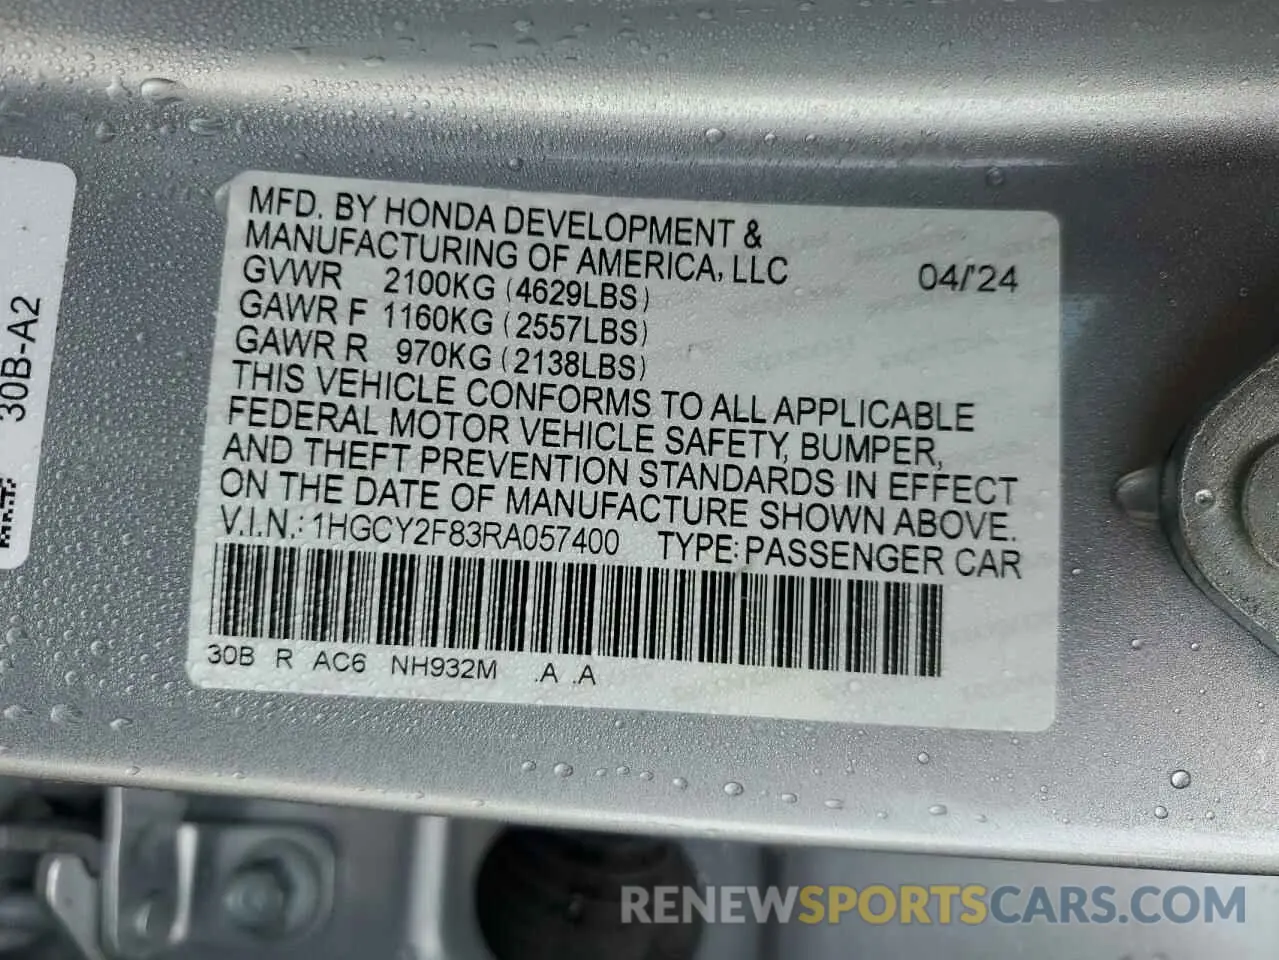 MFD. BY HONDA DEVELOPMENT &
MANUFACTURING OF AMERICA, LLC
04/'24
GVWR 2100KG (4629LBS)
GAWR F 1160KG (2557LBS)
GAWR R 970KG (2138LBS)
THIS VEHICLE CONFORMS TO ALL APPLICABLE
FEDERAL MOTOR VEHICLE SAFETY, BUMPER,
AND THEFT PREVENTION STANDARDS IN EFFECT
ON THE DATE OF MANUFACTURE SHOWN ABOVE.
V.I.N.: 1HGCY2F83RA057400 TYPE: PASSENGER CAR
30B R AC6 NH932M .A .A
30B-A2
RENEWSPORTSCARS.COM